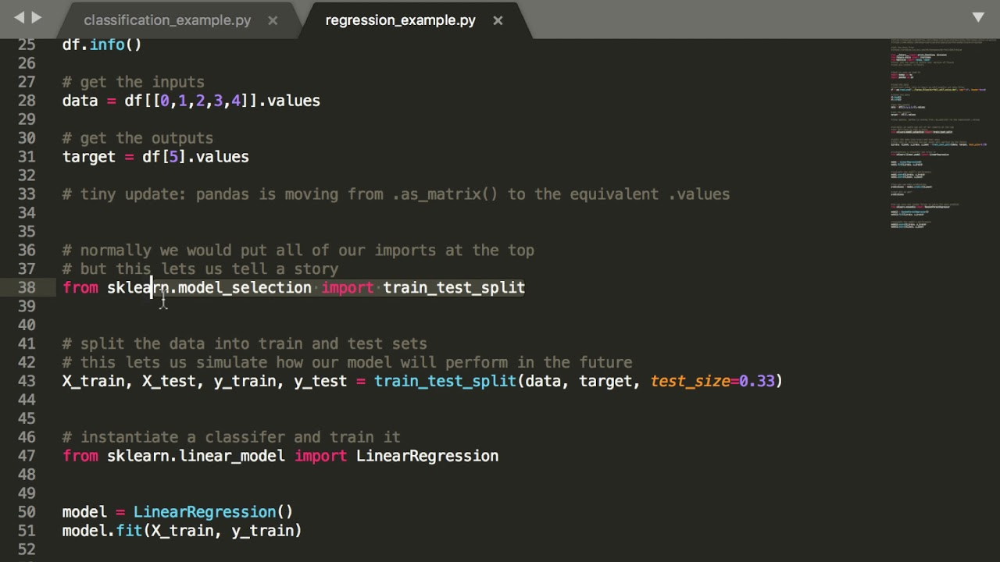 classification_example.py ×
regression_example.py ×
25 df.info()
26
27 # get the inputs
28 data = df[[0,1,2,3,4]].values
29
30 # get the outputs
31 target = df[5].values
32
33 # tiny update: pandas is moving from .as_matrix() to the equivalent .values
34
35
36 # normally we would put all of our imports at the top
37 # but this lets us tell a story
38 from sklearn.model_selection import train_test_split
39
40
41 # split the data into train and test sets
42 # this lets us simulate how our model will perform in the future
43 X_train, X_test, y_train, y_test = train_test_split(data, target, test_size=0.33)
44
45
46 # instantiate a classifer and train it
47 from sklearn.linear_model import LinearRegression
48
49
50 model = LinearRegression()
51 model.fit(X_train, y_train)
52